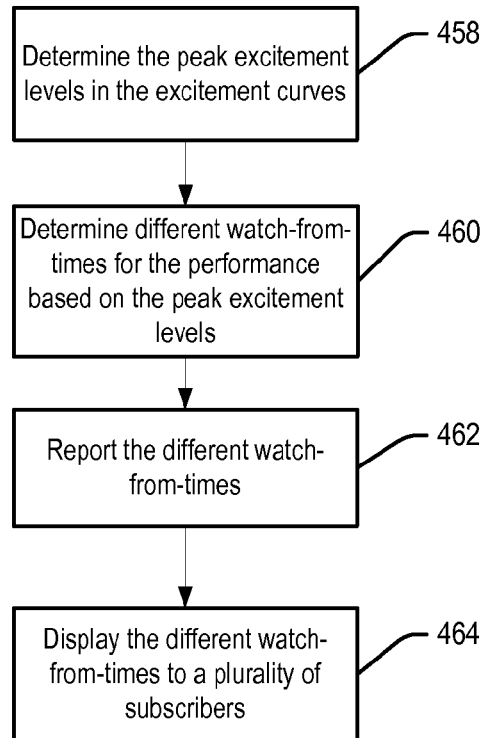 Determine the peak excitement
levels in the excitement curves
458
Determine different watch-from-
times for the performance
based on the peak excitement
levels
460
Report the different watch-
from-times
462
Display the different watch-
from-times to a plurality of
subscribers
464